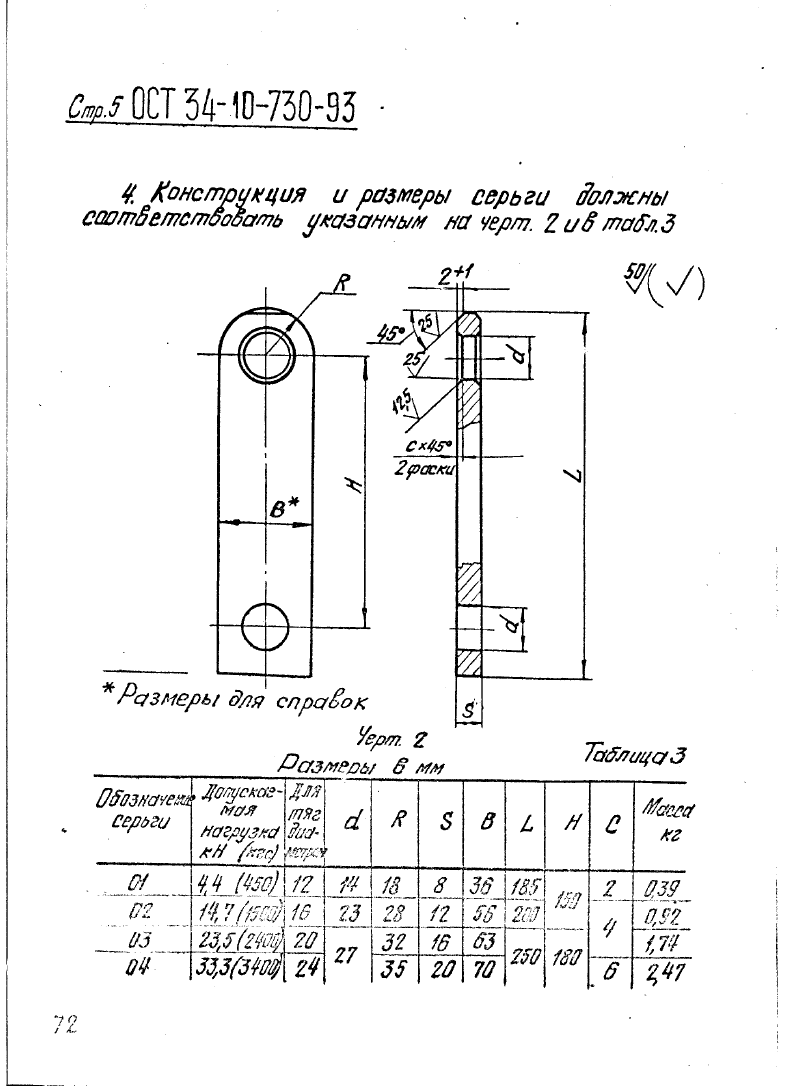 Стр.5 ОСТ 34-10-730-93
4. Конструкция и размеры серьги должны
соответствовать указанным на черт. 2 и в табл.3
50 ( )
R
2+1
45°
25
25
12,5
d
c×45°
2 фаски
H
L
B*
d
S
* Размеры для справок
Черт. 2
Таблица 3
Размеры в мм
Обозначение серьги | Допускаемая нагрузка кН (кгс) | Для тяг диаметром | d | R | S | B | L | H | C | Масса кг
01 | 4,4 (450) | 12 | 14 | 18 | 8 | 36 | 185 | 150 | 2 | 0,39
02 | 14,7 (1500) | 16 | 23 | 28 | 12 | 56 | 200 | 4 | 0,92
03 | 23,5 (2400) | 20 | 27 | 32 | 16 | 63 | 250 | 180 | 1,74
04 | 33,3 (3400) | 24 | 35 | 20 | 70 | 6 | 2,47
72